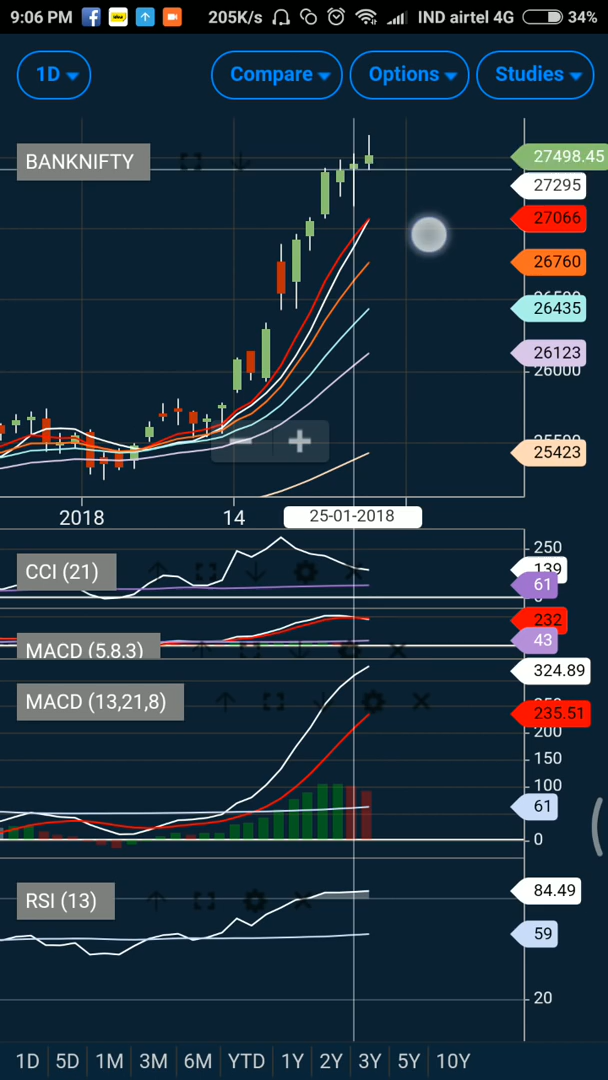 9:06 PM 205K/s IND airtel 4G 34%
1D Compare Options Studies
BANKNIFTY
27498.45
27295
27066
26760
26435
26123
26000
25423
2018 14 25-01-2018
CCI (21)
250
139
61
MACD (5.8.3)
232
43
MACD (13,21,8)
324.89
235.51
200
150
100
61
0
RSI (13)
84.49
59
20
1D 5D 1M 3M 6M YTD 1Y 2Y 3Y 5Y 10Y